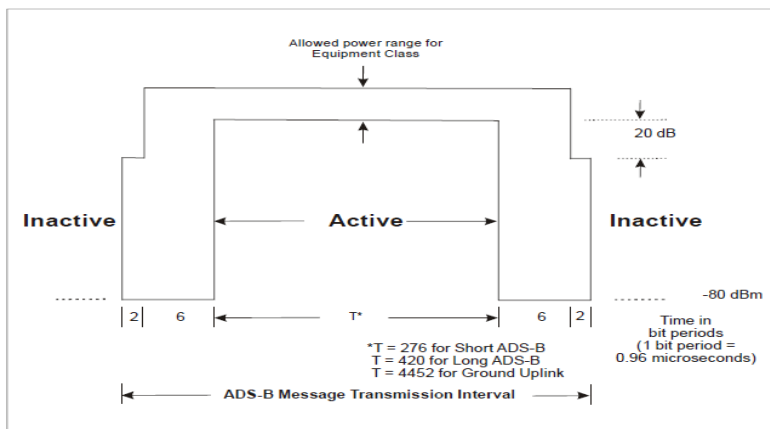 Allowed power range for
Equipment Class
20 dB
Inactive
Active
Inactive
-80 dBm
2
6
T*
6
2
Time in
bit periods
(1 bit period =
0.96 microseconds)
*T = 276 for Short ADS-B
T = 420 for Long ADS-B
T = 4452 for Ground Uplink
ADS-B Message Transmission Interval